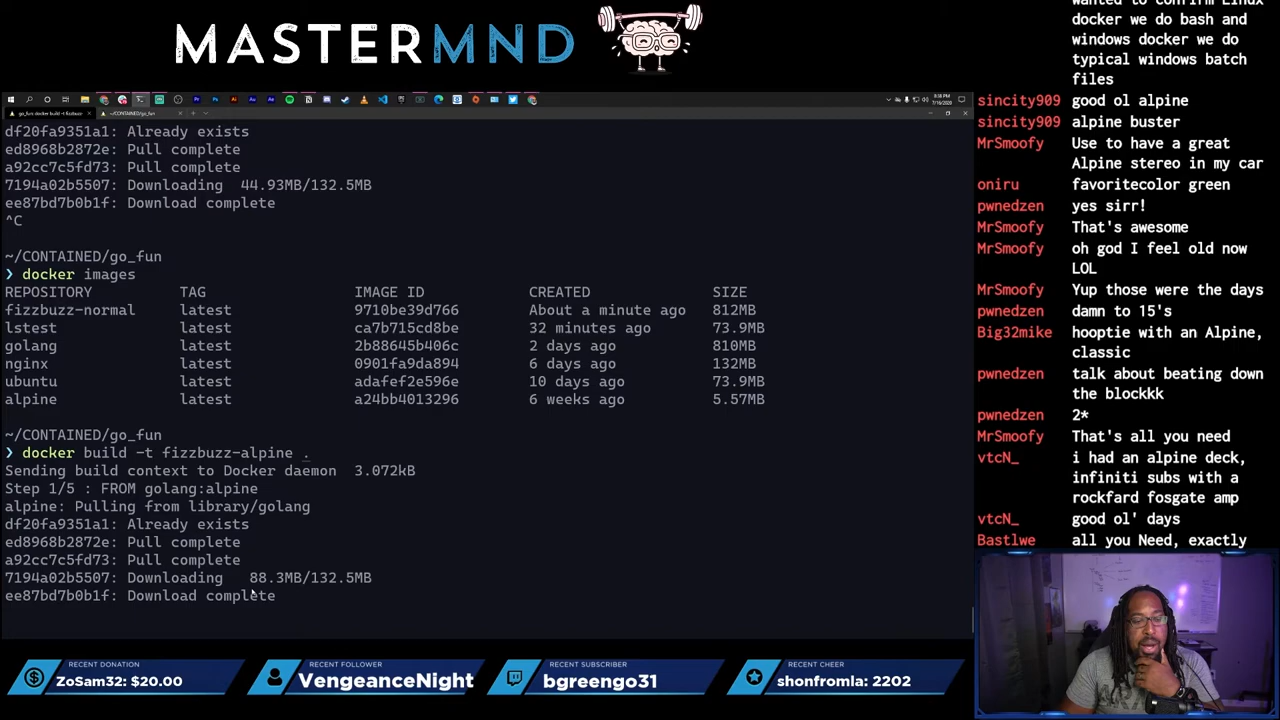 MASTERMND
go_fun docker build -t fizzbuzz
~/CONTAINED/go_fun
8:38 PM
7/16/2020
df20fa9351a1: Already exists
ed8968b2872e: Pull complete
a92cc7c5fd73: Pull complete
7194a02b5507: Downloading 44.93MB/132.5MB
ee87bd7b0b1f: Download complete
^C
~/CONTAINED/go_fun
❯ docker images
REPOSITORY TAG IMAGE ID CREATED SIZE
fizzbuzz-normal latest 9710be39d766 About a minute ago 812MB
lstest latest ca7b715cd8be 32 minutes ago 73.9MB
golang latest 2b88645b406c 2 days ago 810MB
nginx latest 0901fa9da894 6 days ago 132MB
ubuntu latest adafef2e596e 10 days ago 73.9MB
alpine latest a24bb4013296 6 weeks ago 5.57MB
~/CONTAINED/go_fun
❯ docker build -t fizzbuzz-alpine .
Sending build context to Docker daemon 3.072kB
Step 1/5 : FROM golang:alpine
alpine: Pulling from library/golang
df20fa9351a1: Already exists
ed8968b2872e: Pull complete
a92cc7c5fd73: Pull complete
7194a02b5507: Downloading 88.3MB/132.5MB
ee87bd7b0b1f: Download complete
wanted to confirm Linux
docker we do bash and
windows docker we do
typical windows batch
files
sincity909 good ol alpine
sincity909 alpine buster
MrSmoofy Use to have a great
Alpine stereo in my car
oniru favoritecolor green
pwnedzen yes sirr!
MrSmoofy That's awesome
MrSmoofy oh god I feel old now
LOL
MrSmoofy Yup those were the days
pwnedzen damn to 15's
Big32mike hooptie with an Alpine,
classic
pwnedzen talk about beating down
the blockkk
pwnedzen 2*
MrSmoofy That's all you need
vtcN_ i had an alpine deck,
infiniti subs with a
rockfard fosgate amp
vtcN_ good ol' days
Bastlwe all you Need, exactly
RECENT DONATION
ZoSam32: $20.00
RECENT FOLLOWER
VengeanceNight
RECENT SUBSCRIBER
bgreengo31
RECENT CHEER
shonfromla: 2202